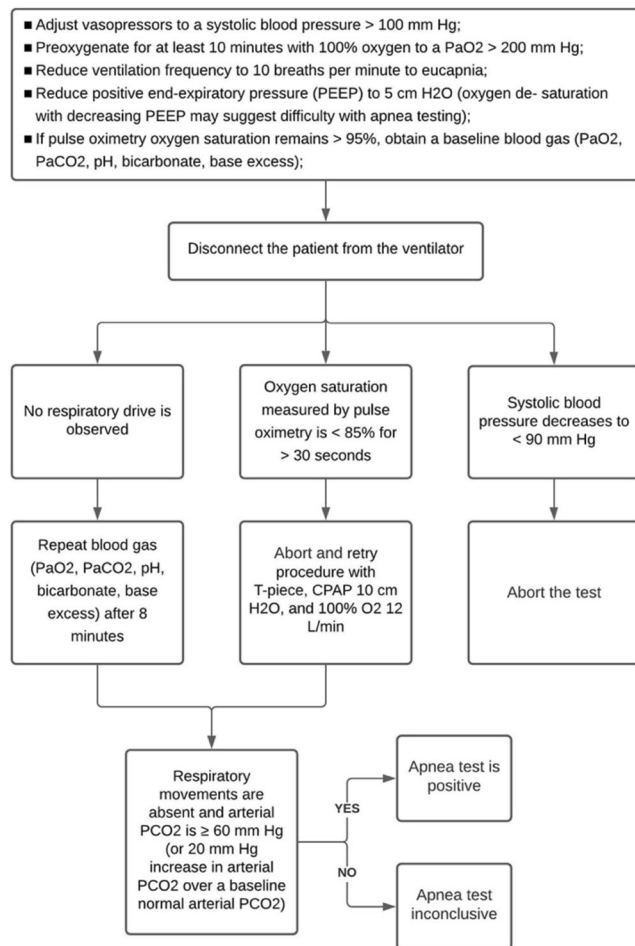 ■ Adjust vasopressors to a systolic blood pressure > 100 mm Hg;
■ Preoxygenate for at least 10 minutes with 100% oxygen to a PaO2 > 200 mm Hg;
■ Reduce ventilation frequency to 10 breaths per minute to eucapnia;
■ Reduce positive end-expiratory pressure (PEEP) to 5 cm H2O (oxygen de- saturation
with decreasing PEEP may suggest difficulty with apnea testing);
■ If pulse oximetry oxygen saturation remains > 95%, obtain a baseline blood gas (PaO2,
PaCO2, pH, bicarbonate, base excess);
Disconnect the patient from the ventilator
No respiratory drive is
observed
Oxygen saturation
measured by pulse
oximetry is < 85% for
> 30 seconds
Systolic blood
pressure decreases to
< 90 mm Hg
Repeat blood gas
(PaO2, PaCO2, pH,
bicarbonate, base
excess) after 8
minutes
Abort and retry
procedure with
T-piece, CPAP 10 cm
H2O, and 100% O2 12
L/min
Abort the test
Respiratory
movements are
absent and arterial
PCO2 is ≥ 60 mm Hg
(or 20 mm Hg
increase in arterial
PCO2 over a baseline
normal arterial PCO2)
YES
Apnea test is
positive
NO
Apnea test
inconclusive